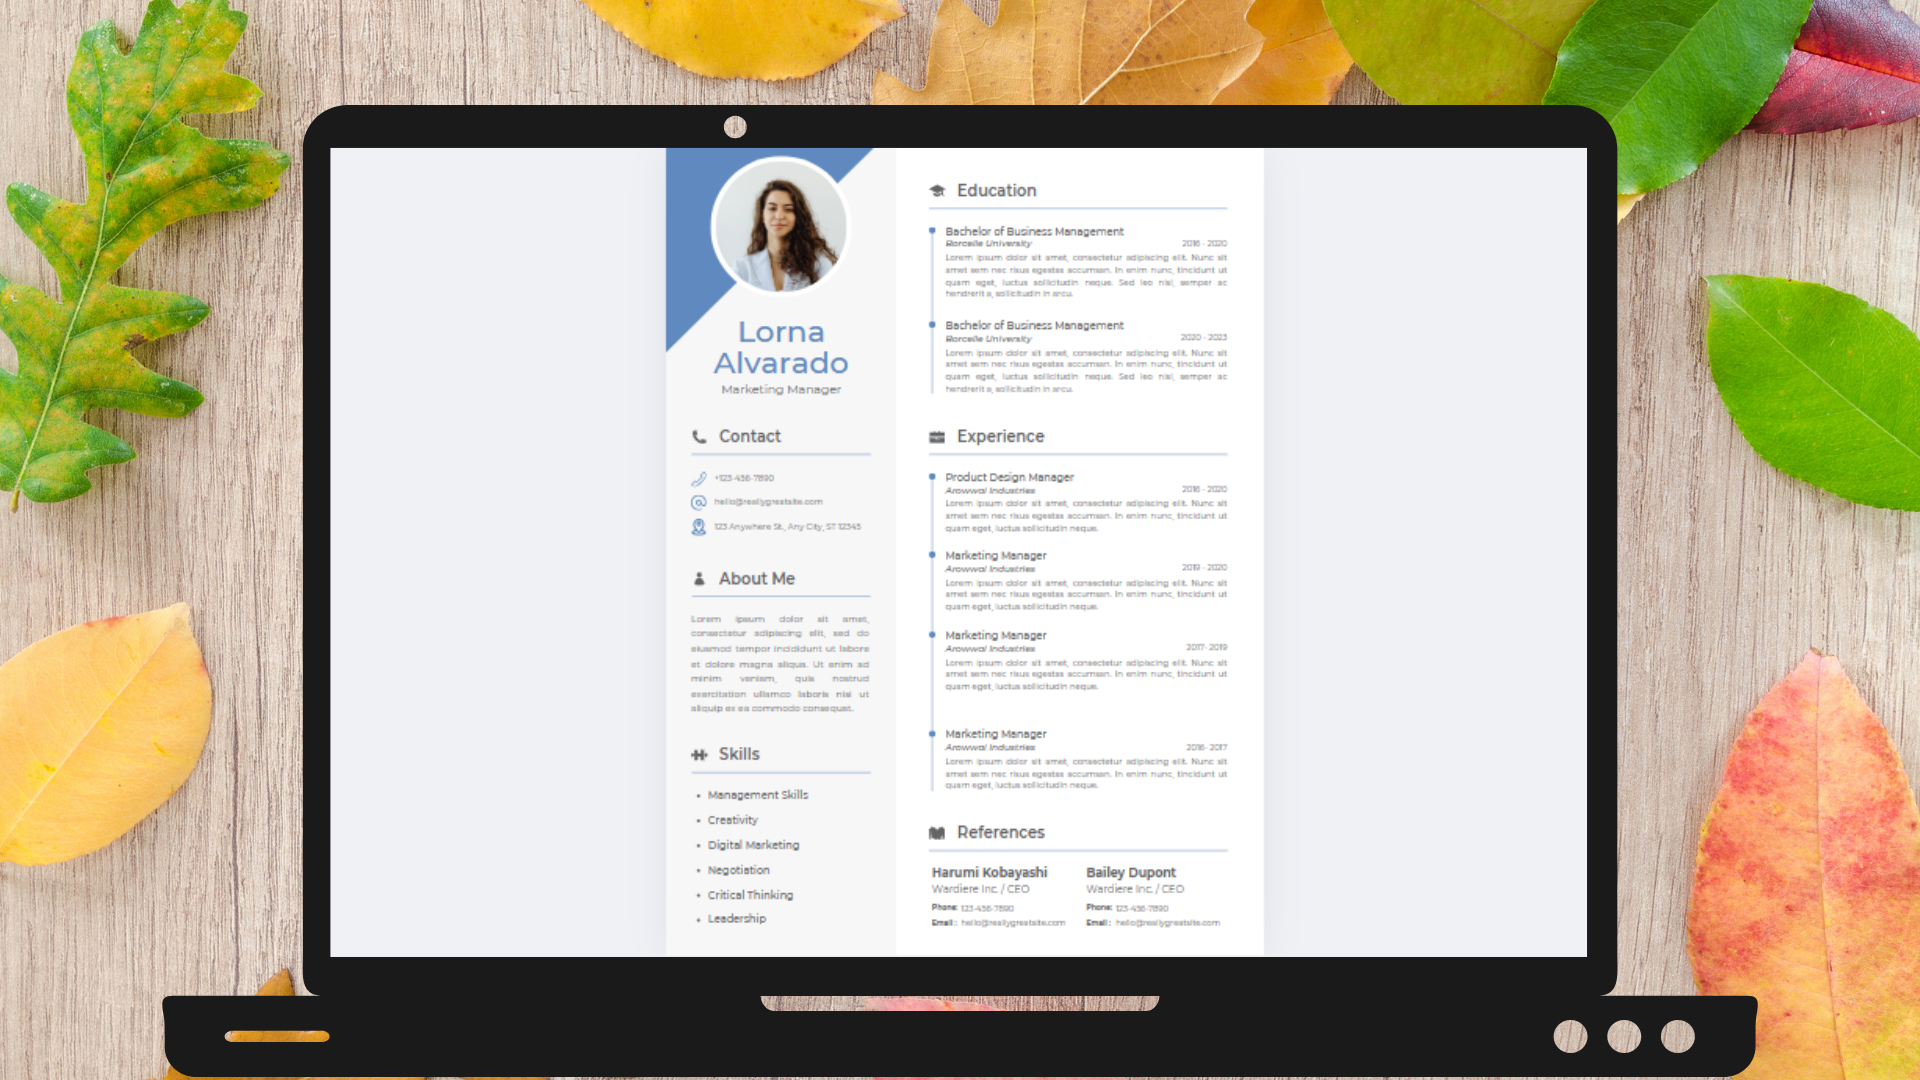 Lorna
Alvarado
Marketing Manager
Contact
+123-456-7890
hello@reallygreatsite.com
123 Anywhere St., Any City, ST 12345
About Me
Lorem ipsum dolor sit amet,
consectetur adipiscing elit, sed do
eiusmod tempor incididunt ut labore
et dolore magna aliqua. Ut enim ad
minim veniam, quis nostrud
exercitation ullamco laboris nisi ut
aliquip ex ea commodo consequat.
Skills
• Management Skills
• Creativity
• Digital Marketing
• Negotiation
• Critical Thinking
• Leadership
Education
Bachelor of Business Management
Borcelle University 2016 - 2020
Lorem ipsum dolor sit amet, consectetur adipiscing elit. Nunc sit
amet sem nec risus egestas accumsan. In enim nunc, tincidunt ut
quam eget, luctus sollicitudin neque. Sed leo nisl, semper ac
hendrerit a, sollicitudin in arcu.
Bachelor of Business Management
Borcelle University 2020 - 2023
Lorem ipsum dolor sit amet, consectetur adipiscing elit. Nunc sit
amet sem nec risus egestas accumsan. In enim nunc, tincidunt ut
quam eget, luctus sollicitudin neque. Sed leo nisl, semper ac
hendrerit a, sollicitudin in arcu.
Experience
Product Design Manager
Arowwai Industries 2016 - 2020
Lorem ipsum dolor sit amet, consectetur adipiscing elit. Nunc sit
amet sem nec risus egestas accumsan. In enim nunc, tincidunt ut
quam eget, luctus sollicitudin neque.
Marketing Manager
Arowwai Industries 2019 - 2020
Lorem ipsum dolor sit amet, consectetur adipiscing elit. Nunc sit
amet sem nec risus egestas accumsan. In enim nunc, tincidunt ut
quam eget, luctus sollicitudin neque.
Marketing Manager
Arowwai Industries 2017 - 2019
Lorem ipsum dolor sit amet, consectetur adipiscing elit. Nunc sit
amet sem nec risus egestas accumsan. In enim nunc, tincidunt ut
quam eget, luctus sollicitudin neque.
Marketing Manager
Arowwai Industries 2016 - 2017
Lorem ipsum dolor sit amet, consectetur adipiscing elit. Nunc sit
amet sem nec risus egestas accumsan. In enim nunc, tincidunt ut
quam eget, luctus sollicitudin neque.
References
Harumi Kobayashi
Wardiere Inc. / CEO
Phone: 123-456-7890
Email : hello@reallygreatsite.com
Bailey Dupont
Wardiere Inc. / CEO
Phone: 123-456-7890
Email : hello@reallygreatsite.com